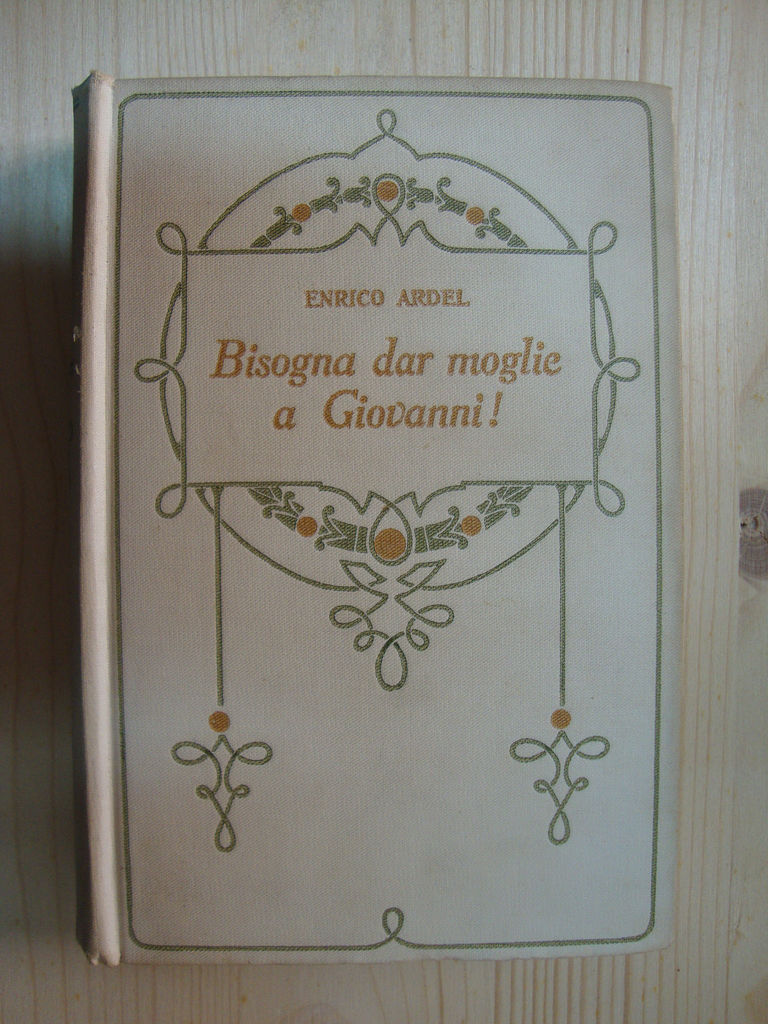 ENRICO ARDEL
Bisogna dar moglie
a Giovanni!